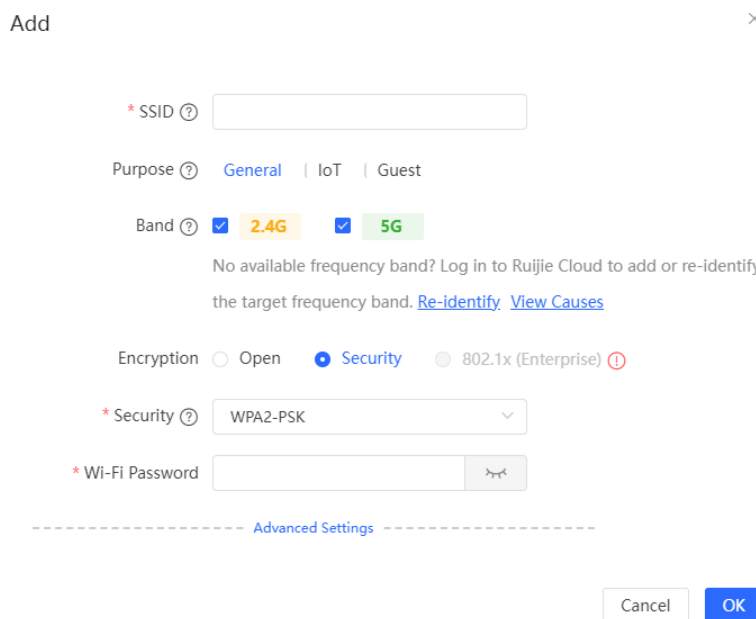 Add
* SSID ?
Purpose ? General | IoT | Guest
Band ? 2.4G 5G
No available frequency band? Log in to Ruijie Cloud to add or re-identify
the target frequency band. Re-identify View Causes
Encryption Open Security 802.1x (Enterprise) !
* Security ? WPA2-PSK
* Wi-Fi Password
Advanced Settings
Cancel OK